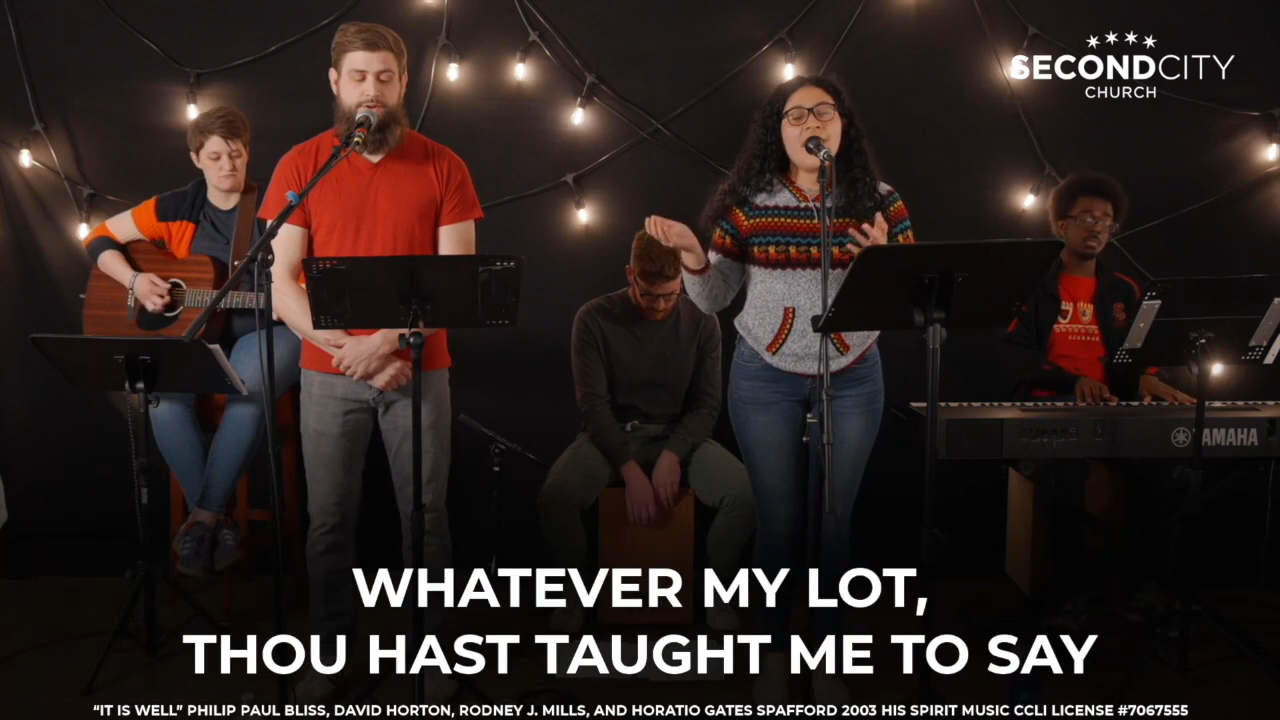 SECONDCITY
CHURCH
YAMAHA
WHATEVER MY LOT,
THOU HAST TAUGHT ME TO SAY
“IT IS WELL” PHILIP PAUL BLISS, DAVID HORTON, RODNEY J. MILLS, AND HORATIO GATES SPAFFORD 2003 HIS SPIRIT MUSIC CCLI LICENSE #7067555